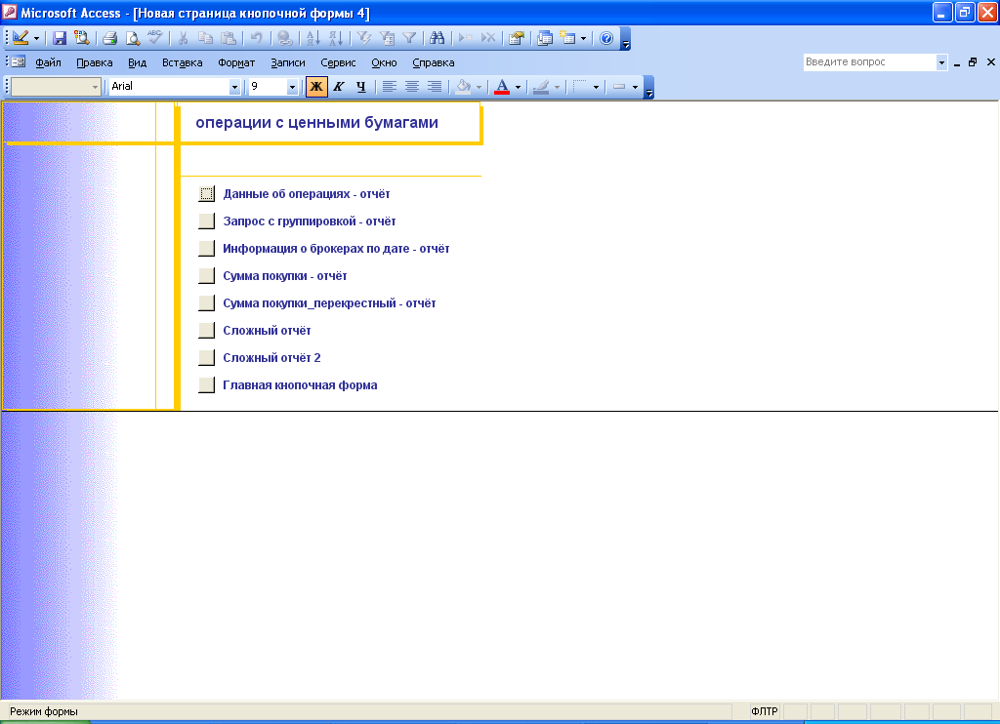 Microsoft Access - [Новая страница кнопочной формы 4]
Файл Правка Вид Вставка Формат Записи Сервис Окно Справка Введите вопрос
Arial 9 Ж К Ч А
операции с ценными бумагами
Данные об операциях - отчёт
Запрос с группировкой - отчёт
Информация о брокерах по дате - отчёт
Сумма покупки - отчёт
Сумма покупки_перекрестный - отчёт
Сложный отчёт
Сложный отчёт 2
Главная кнопочная форма
Режим формы ФЛТР